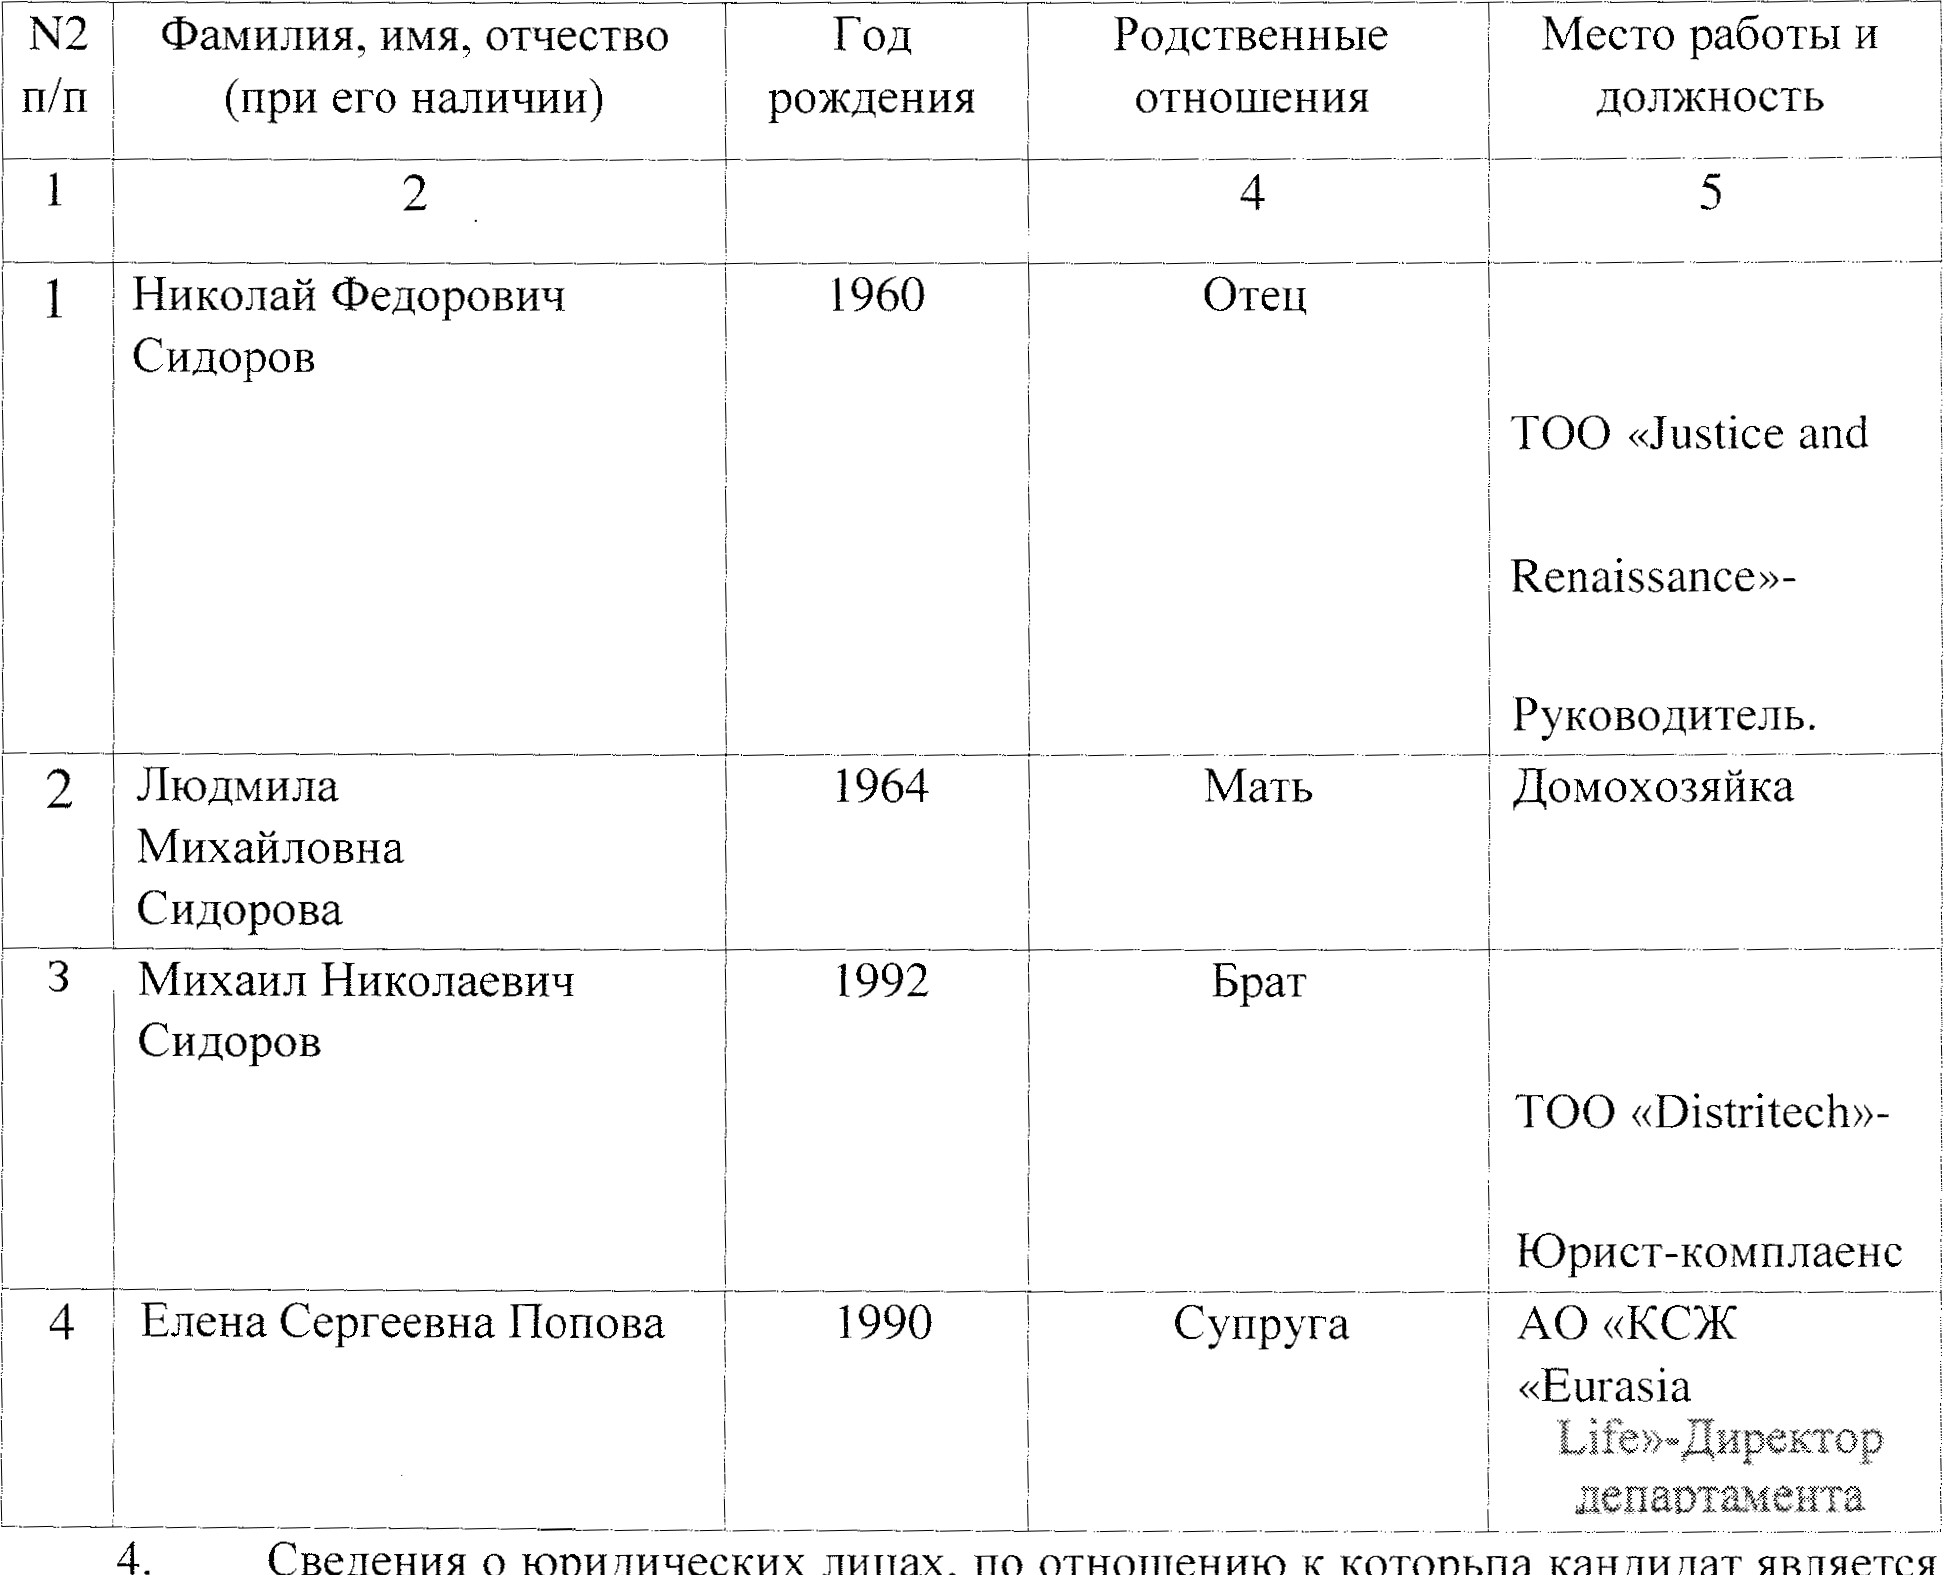 N2 Фамилия, имя, отчество Год Родственные Место работы и
п/п (при его наличии) рождения отношения должность
1 2 4 5
1 Николай Федорович 1960 Отец
Сидоров
ТОО «Justice and
Renaissance»-
Руководитель.
2 Людмила 1964 Мать Домохозяйка
Михайловна
Сидорова
3 Михаил Николаевич 1992 Брат
Сидоров
ТОО «Distritech»-
Юрист-комплаенс
4 Елена Сергеевна Попова 1990 Супруга АО «КСЖ
«Eurasia
Life»-Директор
департамента
4. Сведения о юридических лицах, по отношению к которьпа кандидат является